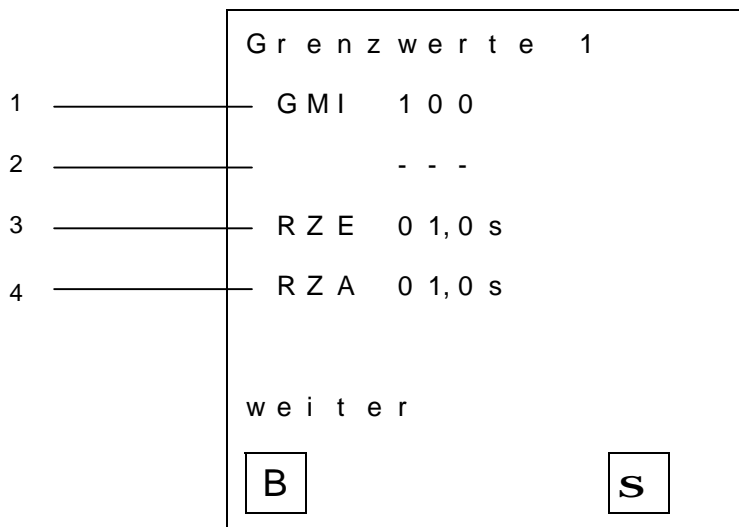 Grenzwerte 1
1 GMI 100
2 ---
3 RZE 01,0s
4 RZA 01,0s
weiter
B s